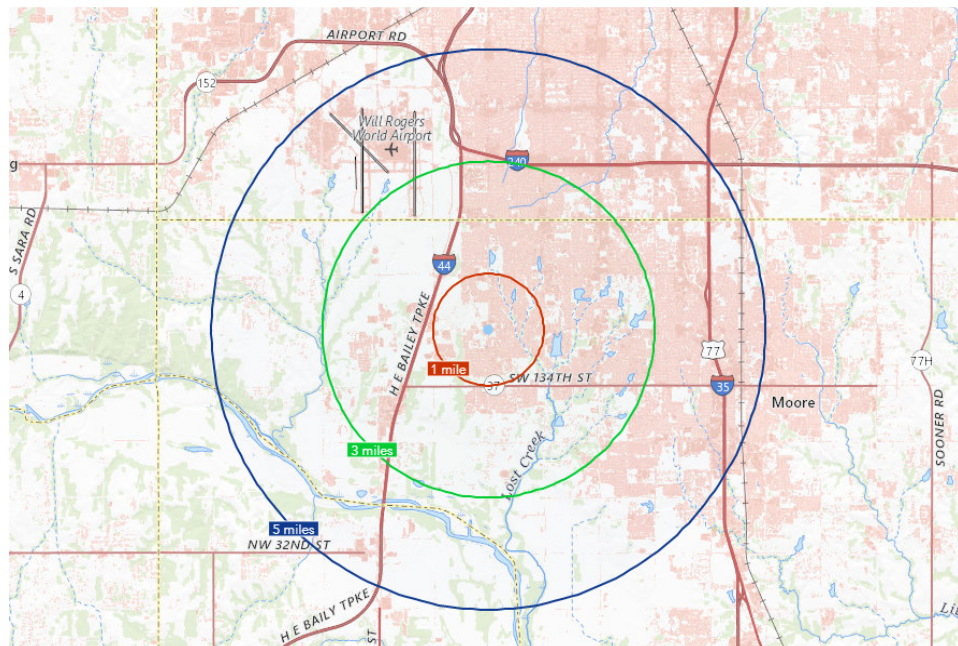 AIRPORT RD
152
Will Rogers
World Airport
240
g
S SARA RD
44
4
H E BAILEY TPKE
1 mile
SW 134TH ST
37
77
77H
35
Moore
SOONER RD
3 miles
Lost Creek
5 miles
NW 32ND ST
H E BAILY TPKE
ST
Lit